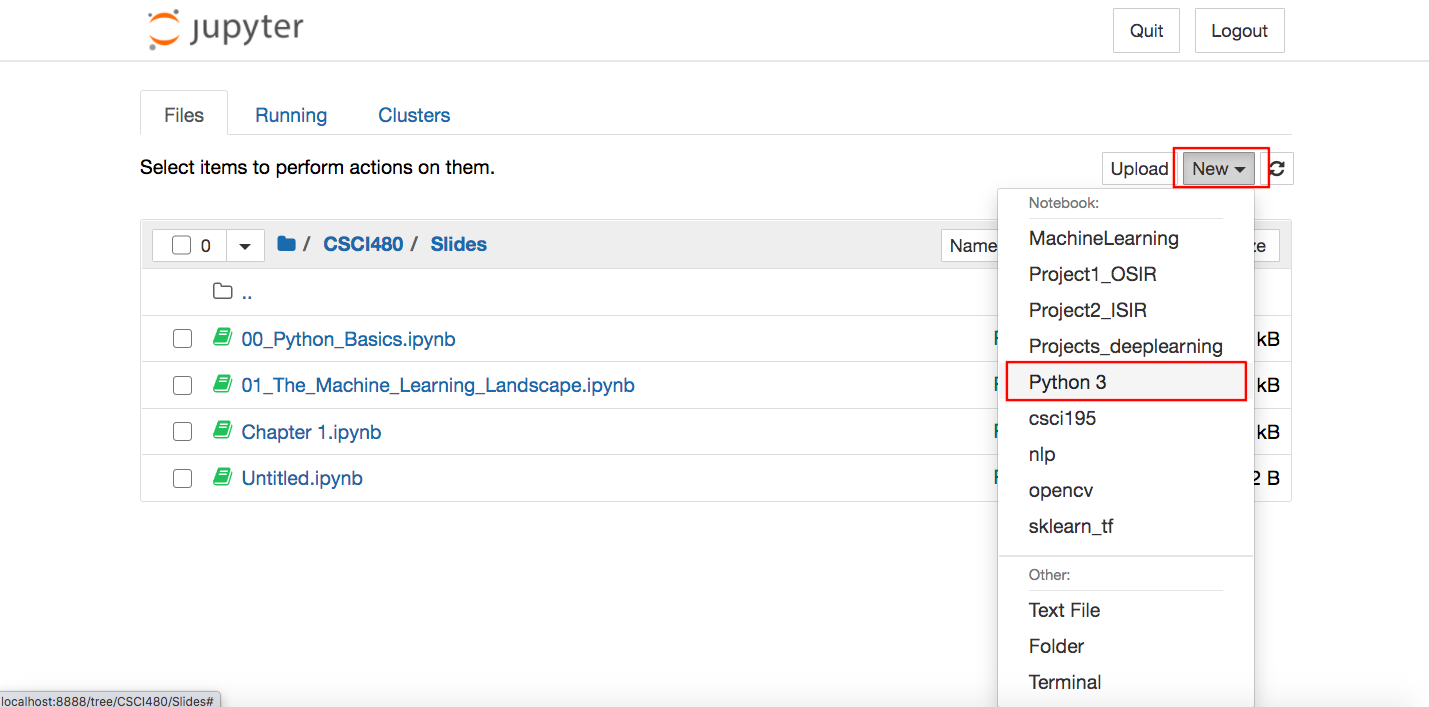 jupyter
Quit Logout
Files Running Clusters
Select items to perform actions on them.
Upload New
0 / CSCI480 / Slides
Name
..
00_Python_Basics.ipynb
kB
01_The_Machine_Learning_Landscape.ipynb
kB
Chapter 1.ipynb
kB
Untitled.ipynb
B
Notebook:
MachineLearning
Project1_OSIR
Project2_ISIR
Projects_deeplearning
Python 3
csci195
nlp
opencv
sklearn_tf
Other:
Text File
Folder
Terminal
localhost:8888/tree/CSCI480/Slides#